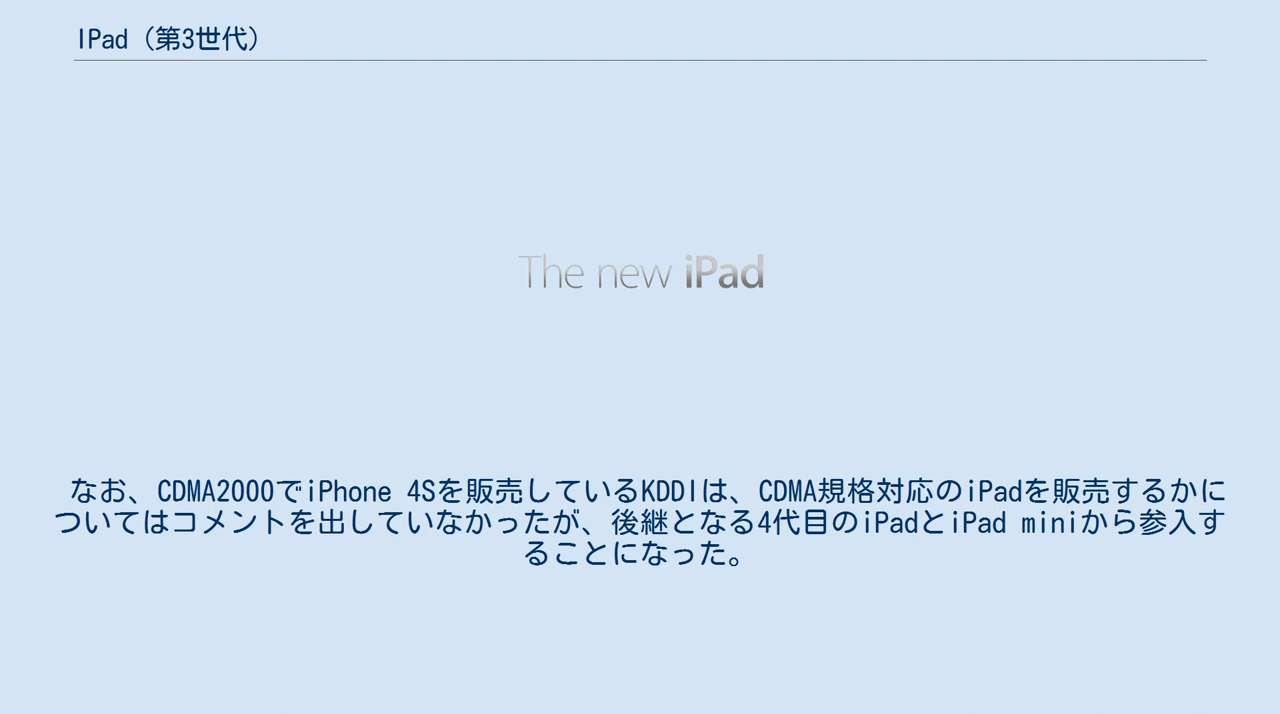 IPad（第3世代）
The new iPad
なお、CDMA2000でiPhone 4Sを販売しているKDDIは、CDMA規格対応のiPadを販売するかに
ついてはコメントを出していなかったが、後継となる4代目のiPadとiPad miniから参入す
ることになった。